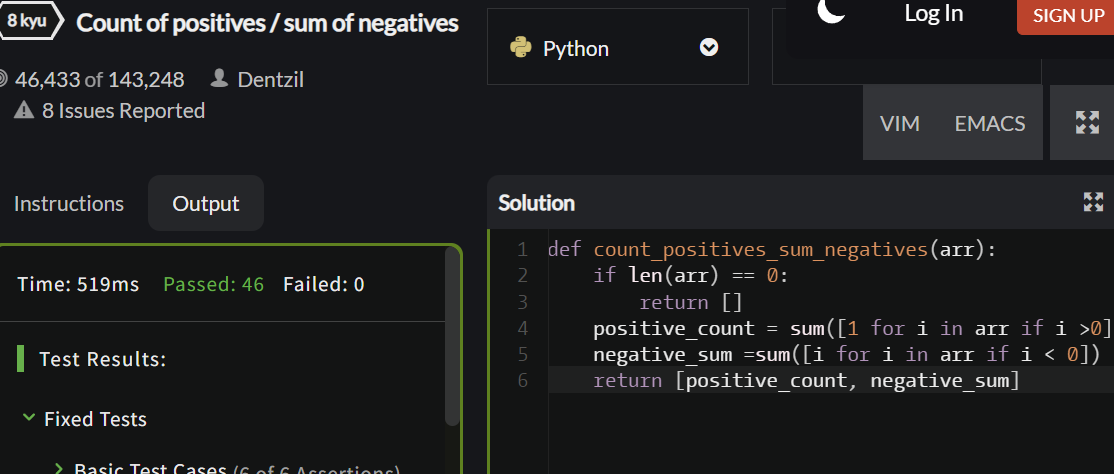 8 kyu
Count of positives / sum of negatives
Python
Log In
SIGN UP
46,433 of 143,248
Dentzil
8 Issues Reported
VIM
EMACS
Instructions
Output
Time: 519ms Passed: 46 Failed: 0
Test Results:
Fixed Tests
Basic Test Cases (6 of 6 Assertions)
Solution
1 def count_positives_sum_negatives(arr):
2     if len(arr) == 0:
3         return []
4     positive_count = sum([1 for i in arr if i >0]
5     negative_sum =sum([i for i in arr if i < 0])
6     return [positive_count, negative_sum]